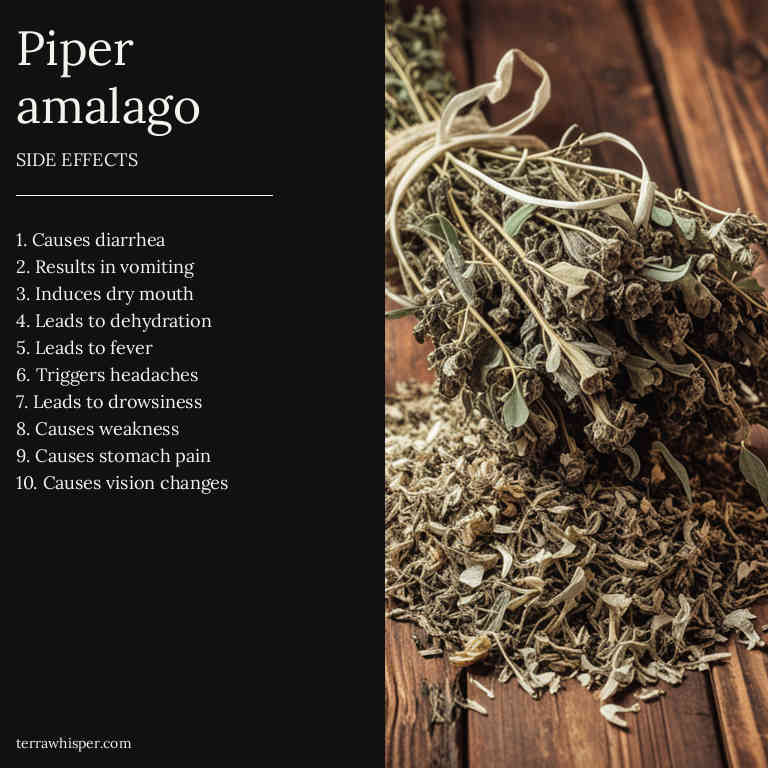 Piper
amalago
SIDE EFFECTS
1. Causes diarrhea
2. Results in vomiting
3. Induces dry mouth
4. Leads to dehydration
5. Leads to fever
6. Triggers headaches
7. Leads to drowsiness
8. Causes weakness
9. Causes stomach pain
10. Causes vision changes
terrawhisper.com